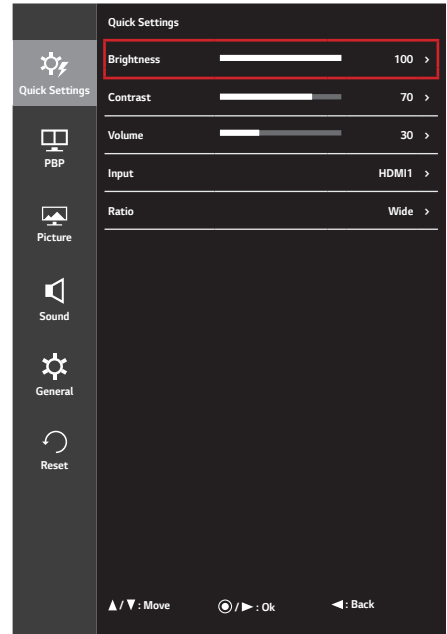 Quick Settings
Brightness 100 >
Quick Settings
Contrast 70 >
Volume 30 >
PBP
Input HDMI1 >
Ratio Wide >
Picture
Sound
General
Reset
▲/▼: Move ◉/►: Ok ◄: Back